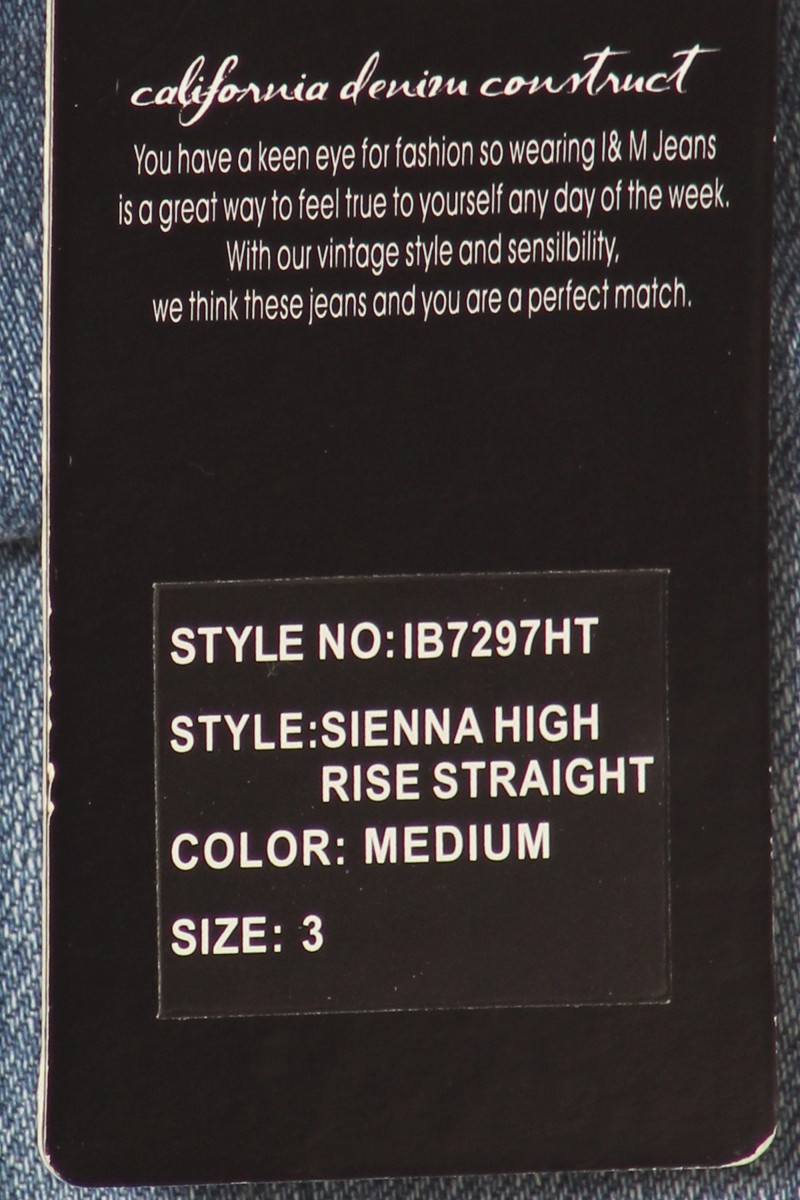 california denim construct
You have a keen eye for fashion so wearing I& M Jeans
is a great way to feel true to yourself any day of the week.
With our vintage style and sensilbility,
we think these jeans and you are a perfect match.
STYLE NO: IB7297HT
STYLE:SIENNA HIGH
RISE STRAIGHT
COLOR: MEDIUM
SIZE: 3